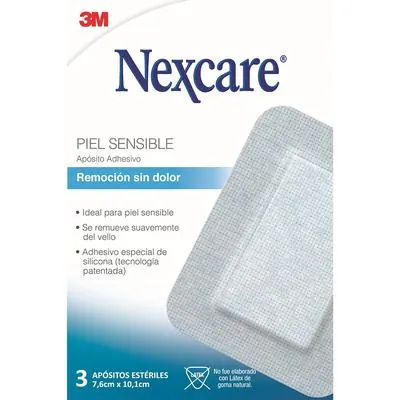 3M
Nexcare®
PIEL SENSIBLE
Apósito Adhesivo
Remoción sin dolor
• Ideal para piel sensible
• Se remueve suavemente
del vello
• Adhesivo especial de
silicona (tecnología
patentada)
3 APÓSITOS ESTÉRILES
7,6cm x 10,1cm
LATEX
No fue elaborado
con Látex de
goma natural.